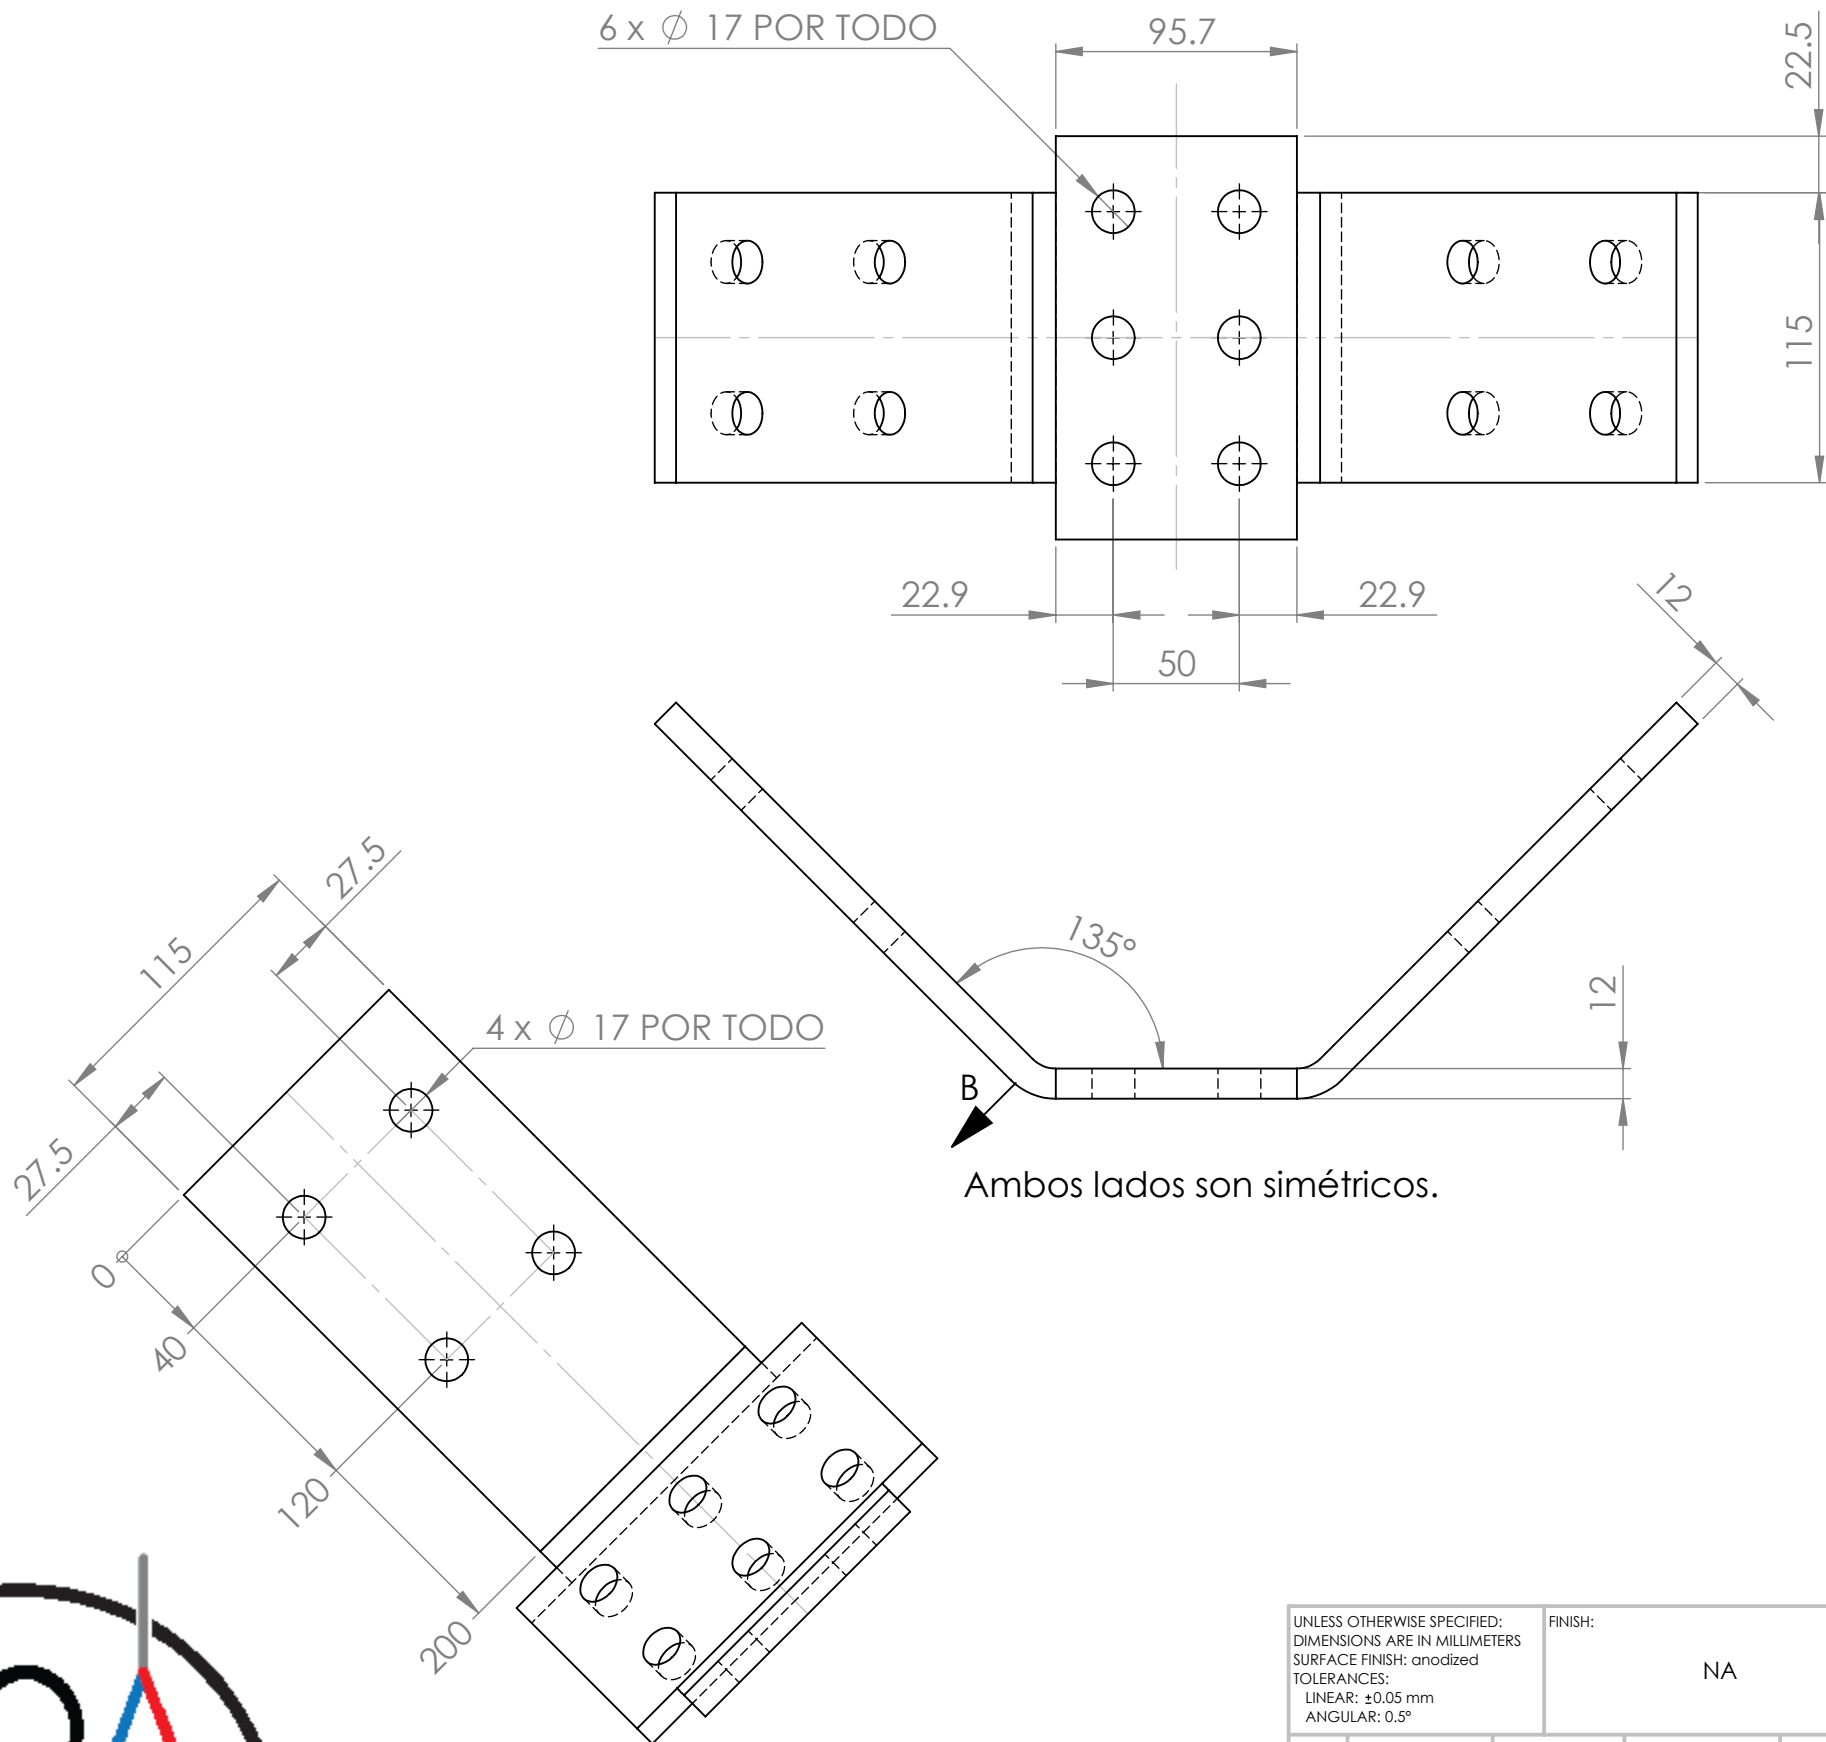 6 x ∅ 17 POR TODO
95.7
22.5
115
22.9
22.9
50
12
135°
12
B
Ambos lados son simétricos.
27.5
115
4 x ∅ 17 POR TODO
27.5
0
40
120
200
UNLESS OTHERWISE SPECIFIED:
DIMENSIONS ARE IN MILLIMETERS
SURFACE FINISH: anodized
TOLERANCES:
LINEAR: ±0.05 mm
ANGULAR: 0.5°
FINISH:
NA